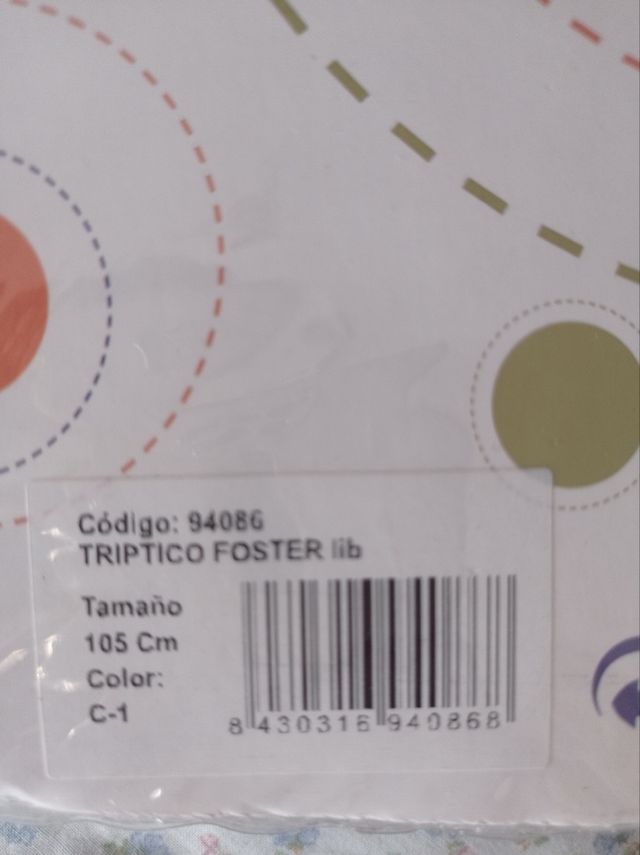 Código: 94086
TRIPTICO FOSTER lib
Tamaño
105 Cm
Color:
C-1
8 430316 940868